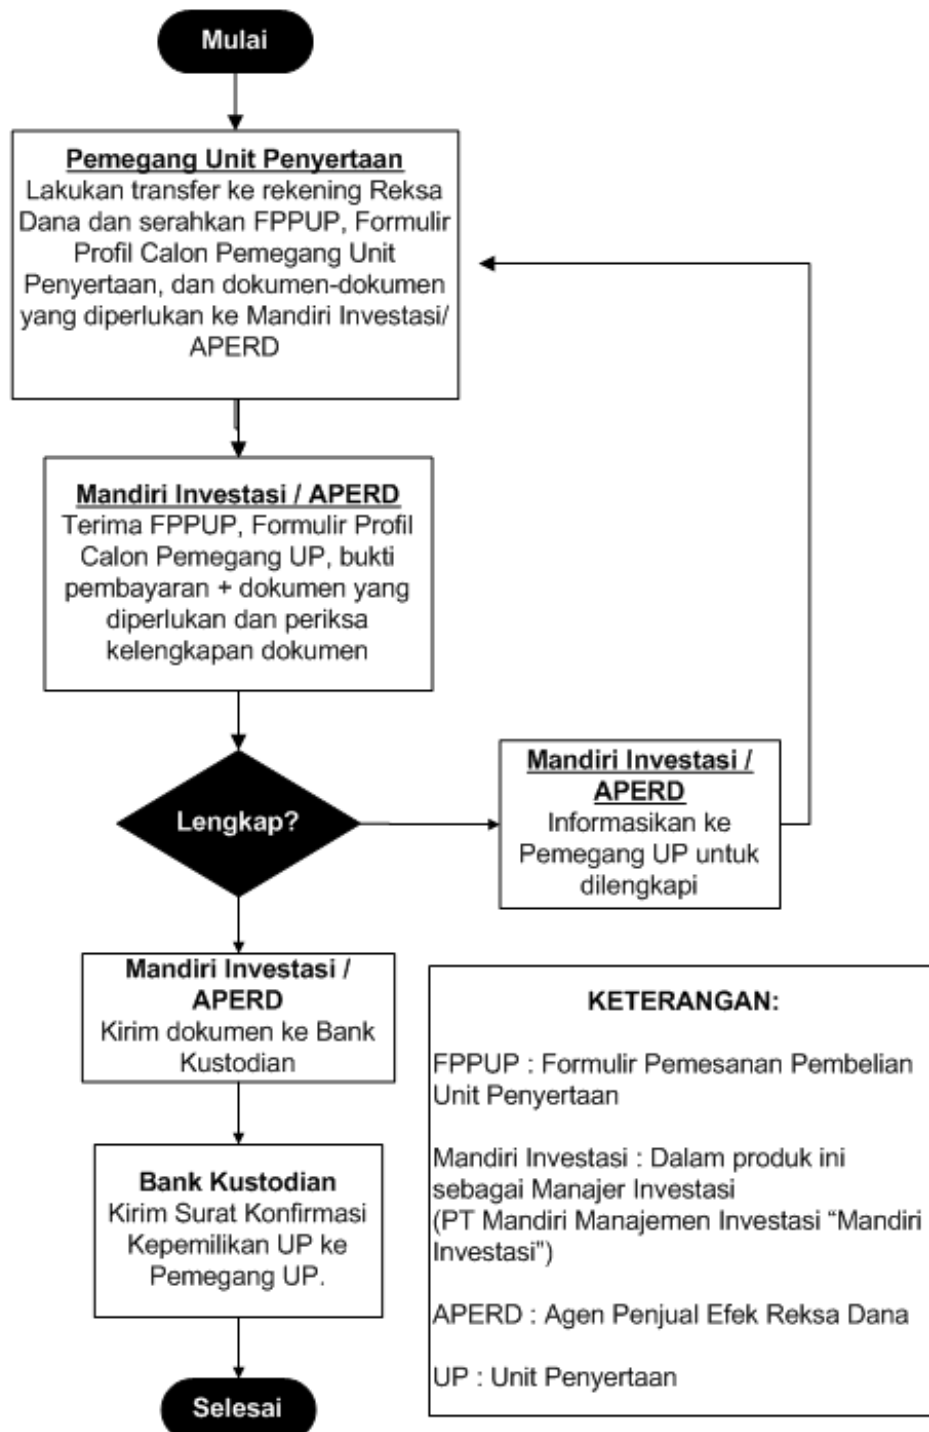 Mulai
Pemegang Unit Penyertaan
Lakukan transfer ke rekening Reksa
Dana dan serahkan FPPUP, Formulir
Profil Calon Pemegang Unit
Penyertaan, dan dokumen-dokumen
yang diperlukan ke Mandiri Investasi/
APERD
Mandiri Investasi / APERD
Terima FPPUP, Formulir Profil
Calon Pemegang UP, bukti
pembayaran + dokumen yang
diperlukan dan periksa
kelengkapan dokumen
Lengkap?
Mandiri Investasi /
APERD
Informasikan ke
Pemegang UP untuk
dilengkapi
Mandiri Investasi /
APERD
Kirim dokumen ke Bank
Kustodian
Bank Kustodian
Kirim Surat Konfirmasi
Kepemilikan UP ke
Pemegang UP.
Selesai
KETERANGAN:
FPPUP : Formulir Pemesanan Pembelian
Unit Penyertaan
Mandiri Investasi : Dalam produk ini
sebagai Manajer Investasi
(PT Mandiri Manajemen Investasi “Mandiri
Investasi”)
APERD : Agen Penjual Efek Reksa Dana
UP : Unit Penyertaan